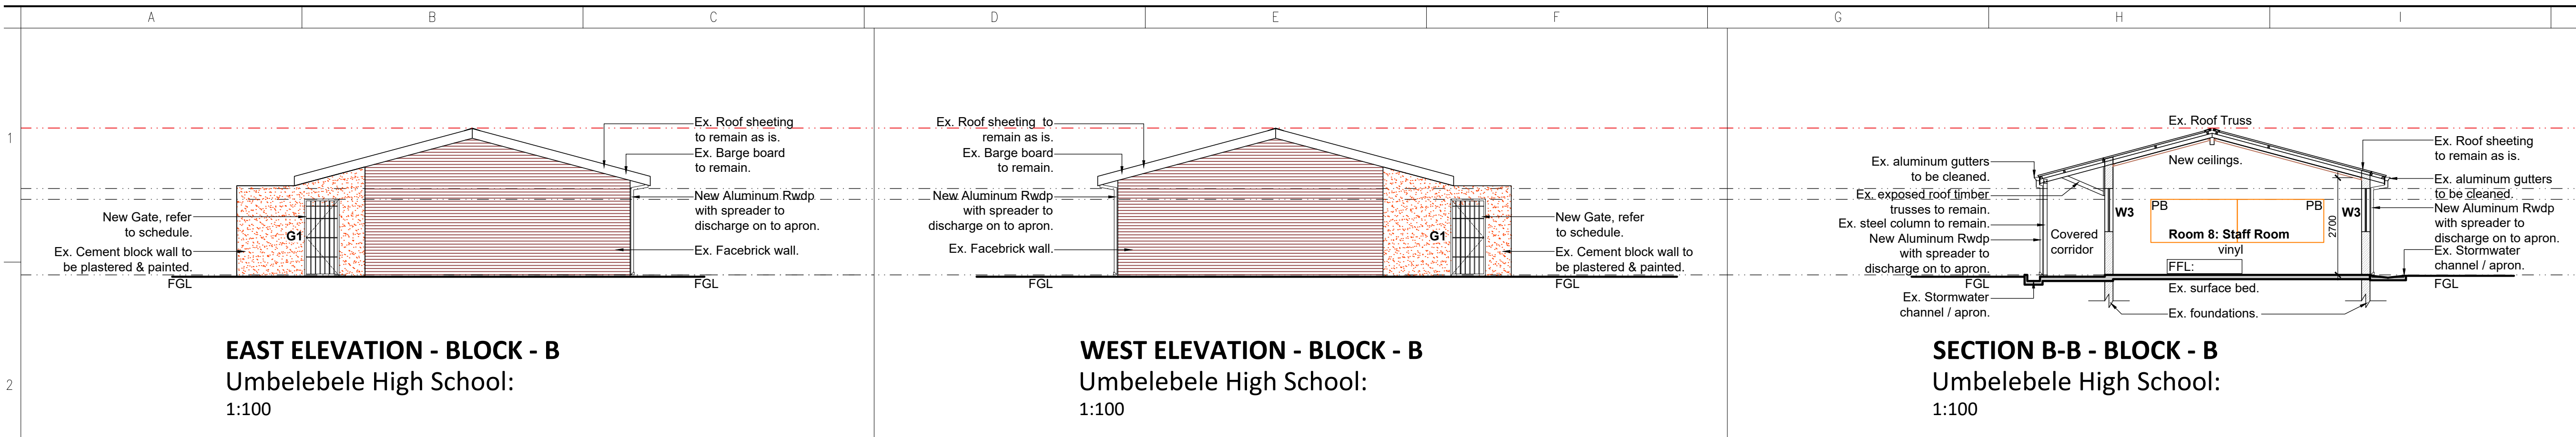 A B C D E F G H I
1
2
Ex. Roof sheeting
to remain as is.
Ex. Barge board
to remain.
New Aluminum Rwdp
with spreader to
discharge on to apron.
Ex. Facebrick wall.
New Gate, refer
to schedule.
G1
Ex. Cement block wall to
be plastered & painted.
FGL
FGL
EAST ELEVATION - BLOCK - B
Umbelebele High School:
1:100
Ex. Roof sheeting to
remain as is.
Ex. Barge board
to remain.
New Aluminum Rwdp
with spreader to
discharge on to apron.
Ex. Facebrick wall.
New Gate, refer
to schedule.
G1
Ex. Cement block wall to
be plastered & painted.
FGL
FGL
WEST ELEVATION - BLOCK - B
Umbelebele High School:
1:100
Ex. Roof Truss
New ceilings.
Ex. aluminum gutters
to be cleaned.
Ex. exposed roof timber
trusses to remain.
Ex. steel column to remain.
New Aluminum Rwdp
with spreader to
discharge on to apron.
FGL
Ex. Stormwater
channel / apron.
Covered
corridor
W3
PB
PB
W3
Room 8: Staff Room
vinyl
FFL:
2700
Ex. surface bed.
Ex. foundations.
Ex. Roof sheeting
to remain as is.
Ex. aluminum gutters
to be cleaned.
New Aluminum Rwdp
with spreader to
discharge on to apron.
Ex. Stormwater
channel / apron.
FGL
SECTION B-B - BLOCK - B
Umbelebele High School:
1:100